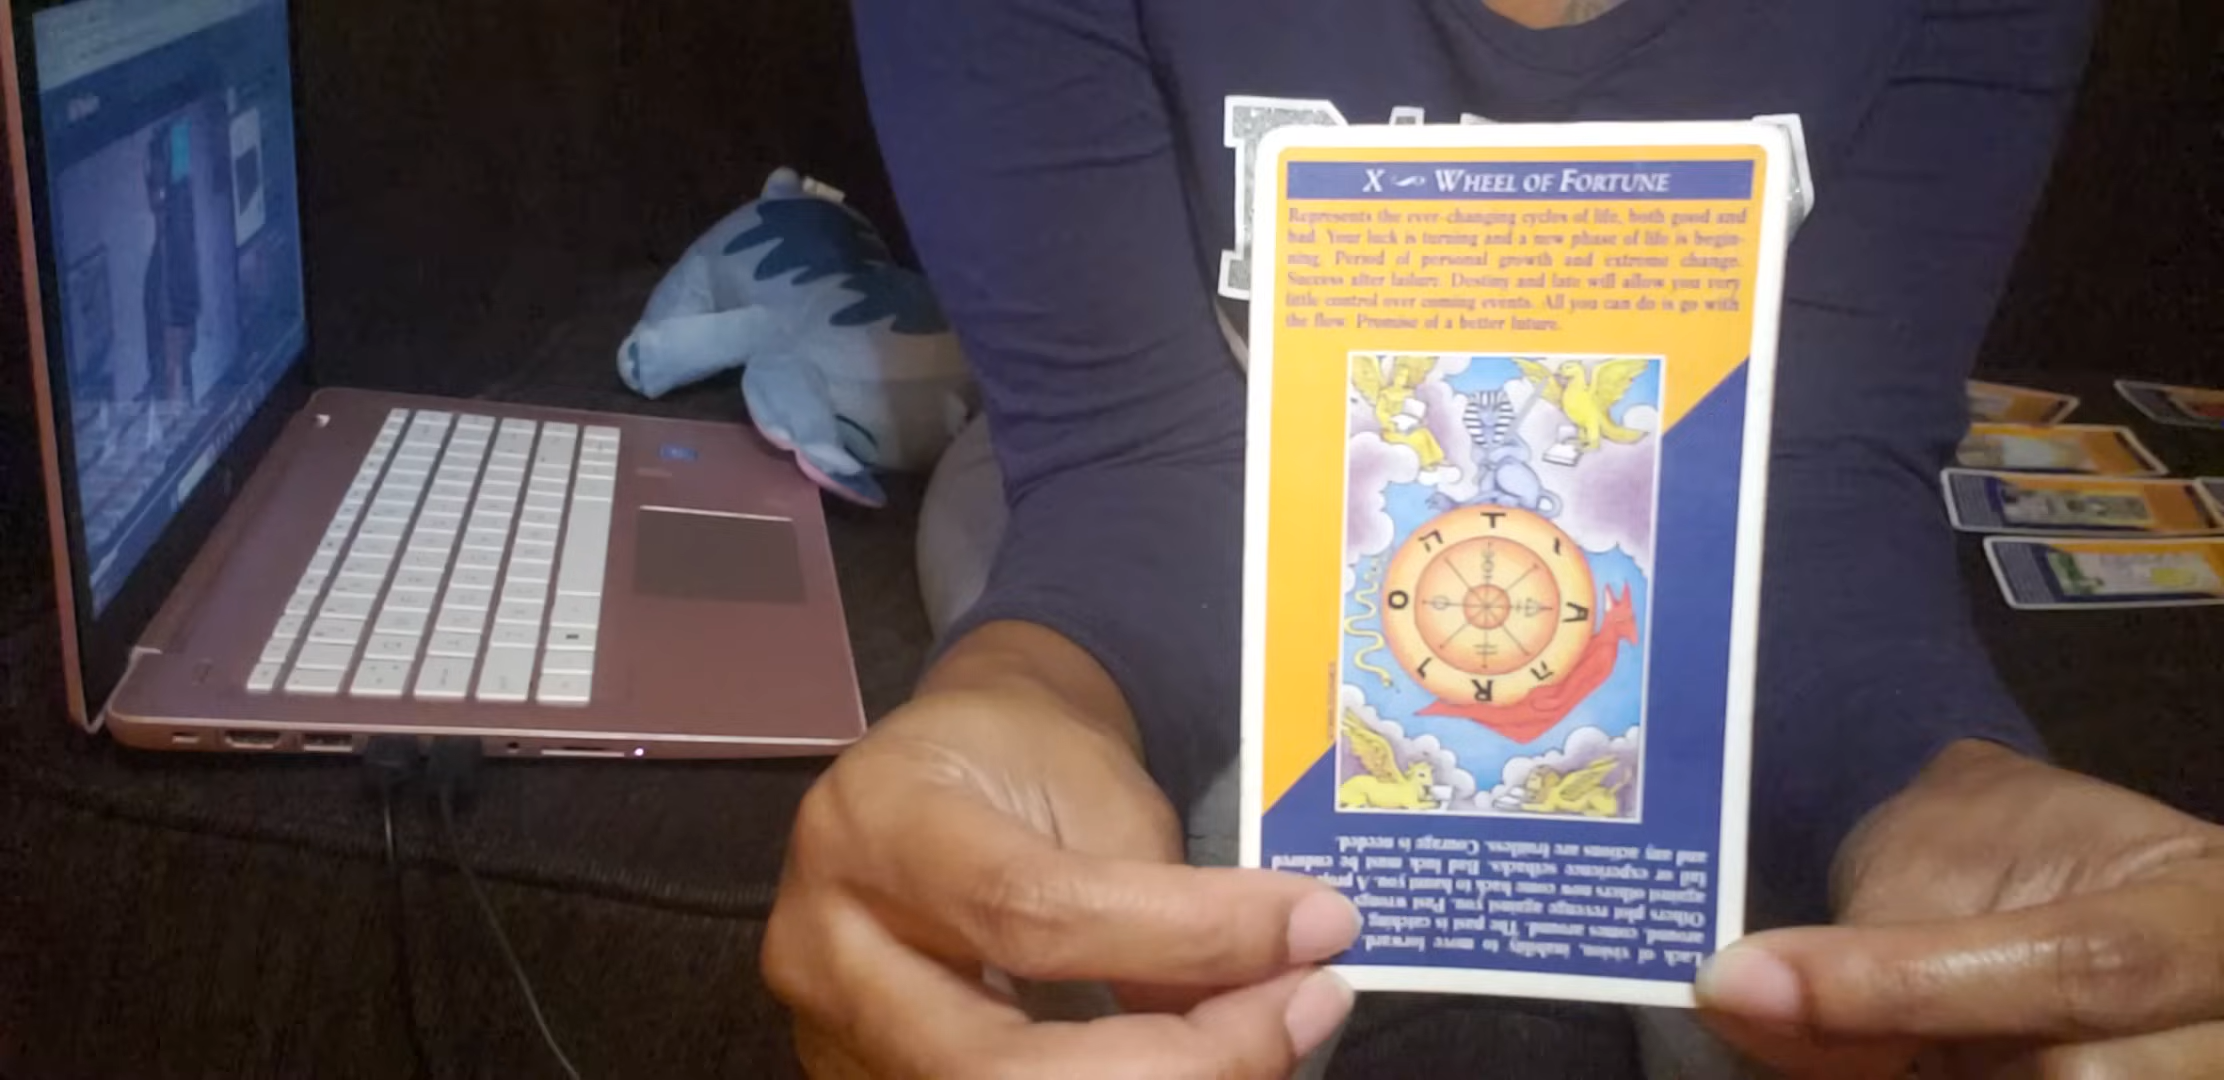 X WHEEL OF FORTUNE
Represents the ever-changing cycles of life, both good and
bad. Your luck is turning and a new phase of life is begin-
ning. Period of personal growth and extreme change.
Success after failure. Destiny and fate will allow you very
little control over coming events. All you can do is go with
the flow. Promise of a better future.
T
ה י
O A
ו ה
R
Lack of vision, inability to move forward.
around, comes around. The past is catching
Others plot revenge against you. Past wrongs
against others now come back to haunt you. A
fail or experience setbacks. Bad luck must be endured
and any actions are fruitless. Courage is needed.